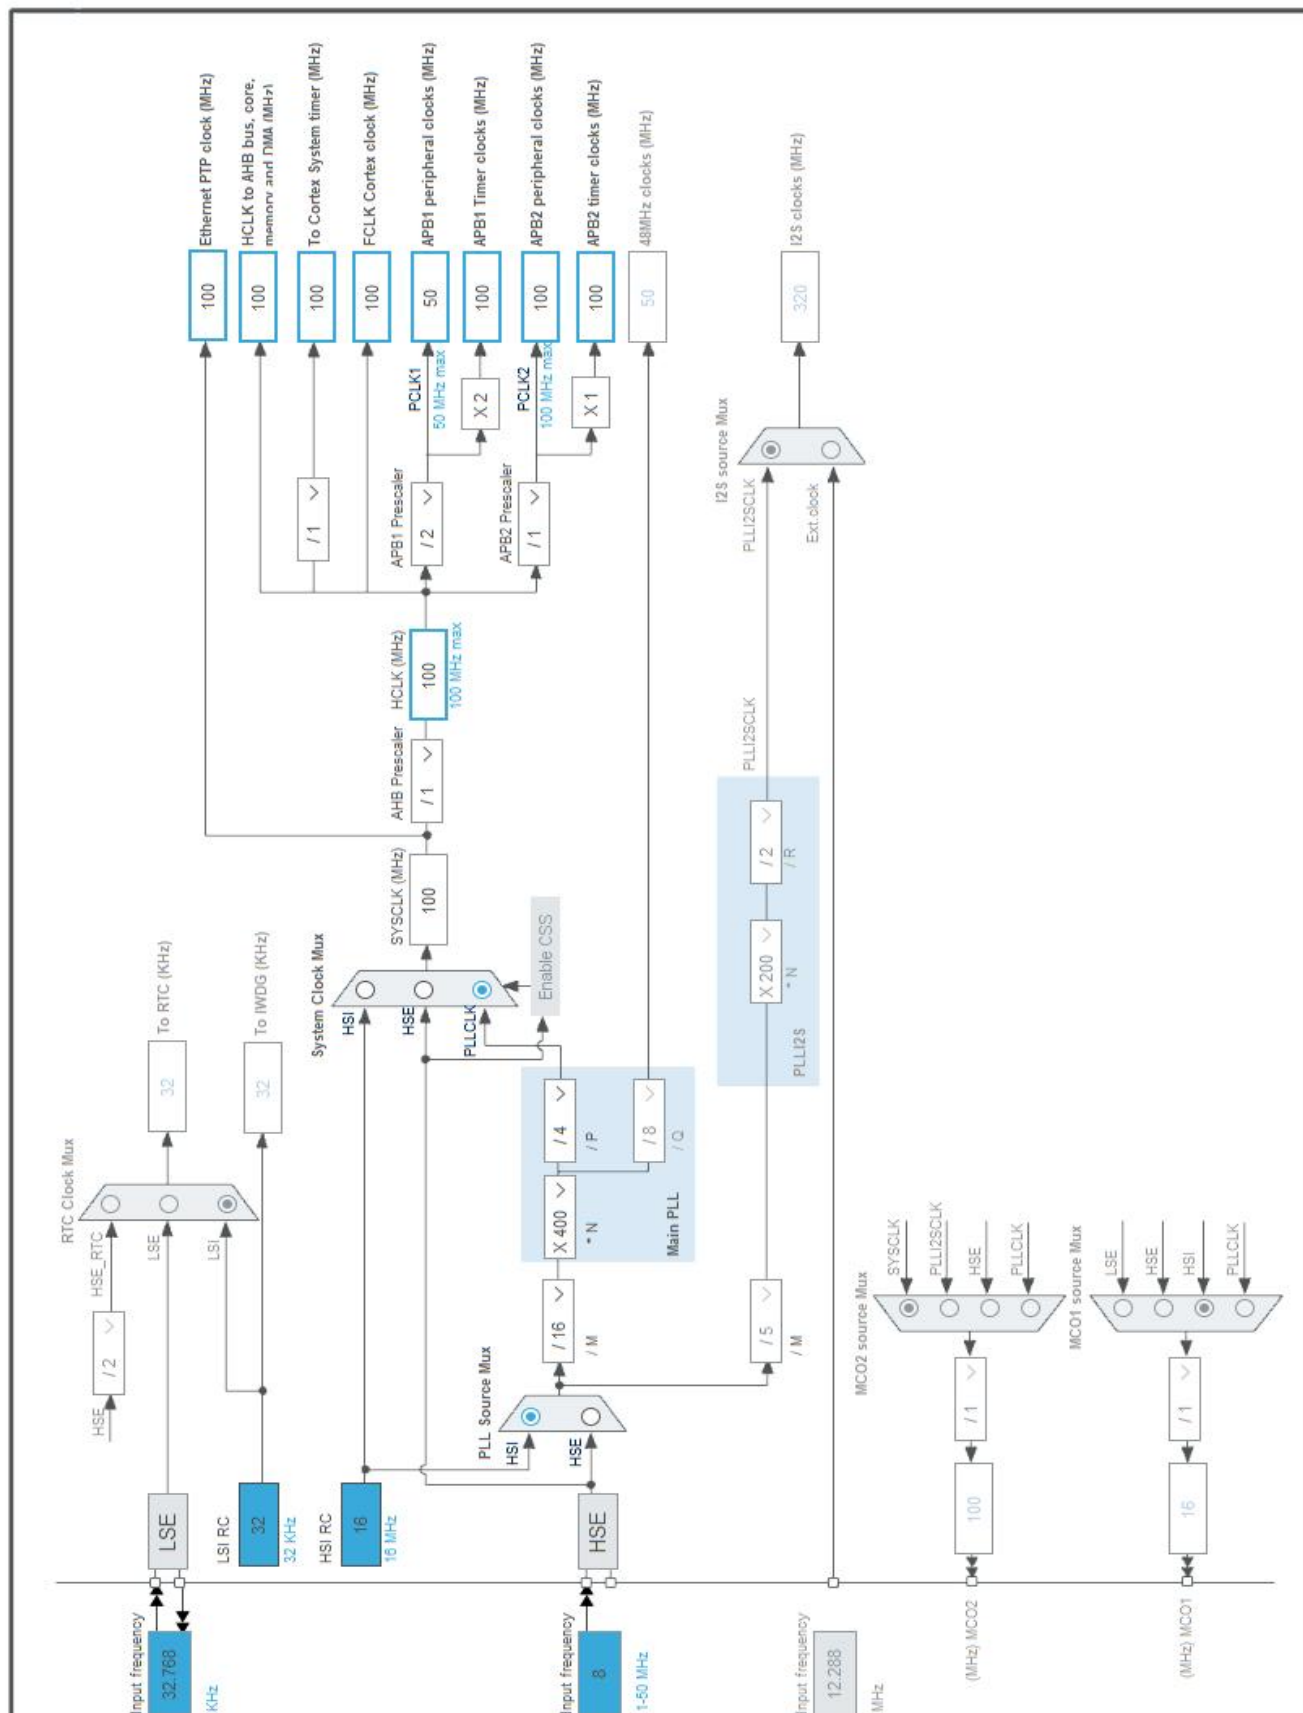 Input frequency
32.768
KHz
LSE
HSE
/ 2
HSE_RTC
LSE
LSI
RTC Clock Mux
32
To RTC (KHz)
LSI RC
32
32 KHz
32
To IWDG (KHz)
HSI RC
16
16 MHz
Input frequency
8
1-50 MHz
HSE
PLL Source Mux
HSI
HSE
/ 16
/ M
X 400
* N
/ 4
/ P
/ 8
/ Q
Main PLL
System Clock Mux
HSI
HSE
PLLCLK
Enable CSS
SYSCLK (MHz)
100
AHB Prescaler
/ 1
HCLK (MHz)
100
100 MHz max
/ 1
APB1 Prescaler
/ 2
PCLK1
50 MHz max
X 2
APB2 Prescaler
/ 1
PCLK2
100 MHz max
X 1
100
Ethernet PTP clock (MHz)
100
HCLK to AHB bus, core,
memory and DMA (MHz)
100
To Cortex System timer (MHz)
100
FCLK Cortex clock (MHz)
50
APB1 peripheral clocks (MHz)
100
APB1 Timer clocks (MHz)
100
APB2 peripheral clocks (MHz)
100
APB2 timer clocks (MHz)
50
48MHz clocks (MHz)
/ 5
/ M
X 200
* N
/ 2
/ R
PLLI2S
PLLI2SCLK
PLLI2SCLK
Ext.clock
I2S source Mux
320
I2S clocks (MHz)
Input frequency
12.288
MHz
MCO2 source Mux
SYSCLK
PLLI2SCLK
HSE
PLLCLK
/ 1
100
(MHz) MCO2
MCO1 source Mux
LSE
HSE
HSI
PLLCLK
/ 1
16
(MHz) MCO1